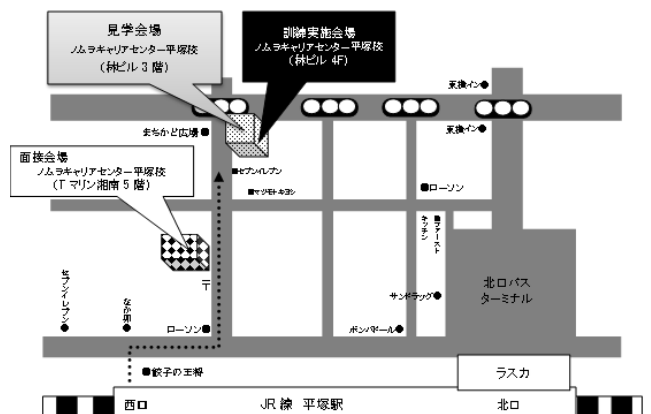 見学会場
ノムラキャリアセンター平塚校
(林ビル 3 階)
訓練実施会場
ノムラキャリアセンター平塚校
(林ビル 4F)
東横イン
まちかど広場
東横イン
面接会場
ノムラキャリアセンター平塚校
(T マリン湘南 5 階)
セブンイレブン
マツモトキヨシ
ローソン
ファースト
キッチン
〒
セブンイレブン
なか卯
ローソン
サンドラッグ
ポンパドール
北口バス
ターミナル
餃子の王将
ラスカ
西口
JR 線 平塚駅
北口